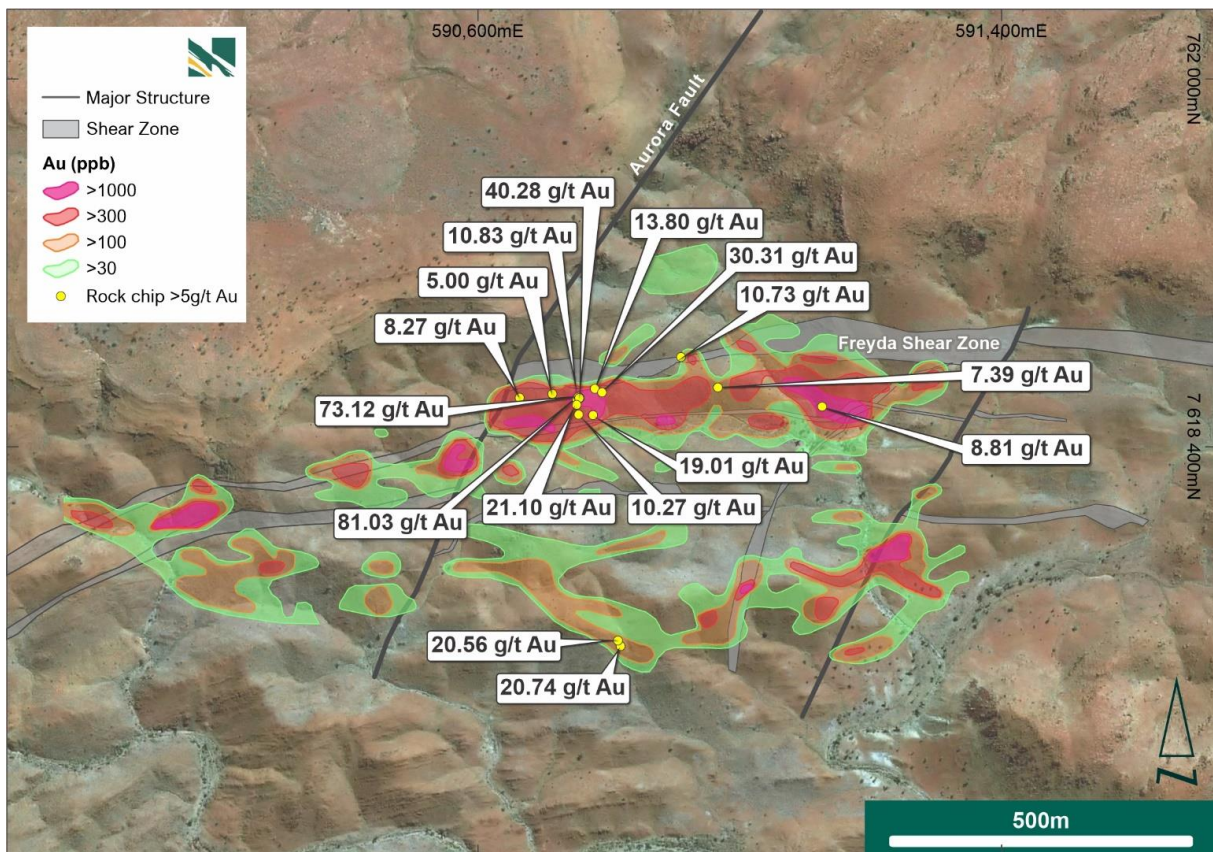 590,600mE
591,400mE
762 000mN
7 618 400mN
Major Structure
Shear Zone
Au (ppb)
>1000
>300
>100
>30
Rock chip >5g/t Au
Aurora Fault
40.28 g/t Au
13.80 g/t Au
10.83 g/t Au
30.31 g/t Au
5.00 g/t Au
10.73 g/t Au
8.27 g/t Au
Freyda Shear Zone
7.39 g/t Au
73.12 g/t Au
8.81 g/t Au
19.01 g/t Au
21.10 g/t Au
10.27 g/t Au
81.03 g/t Au
20.56 g/t Au
20.74 g/t Au
N
500m